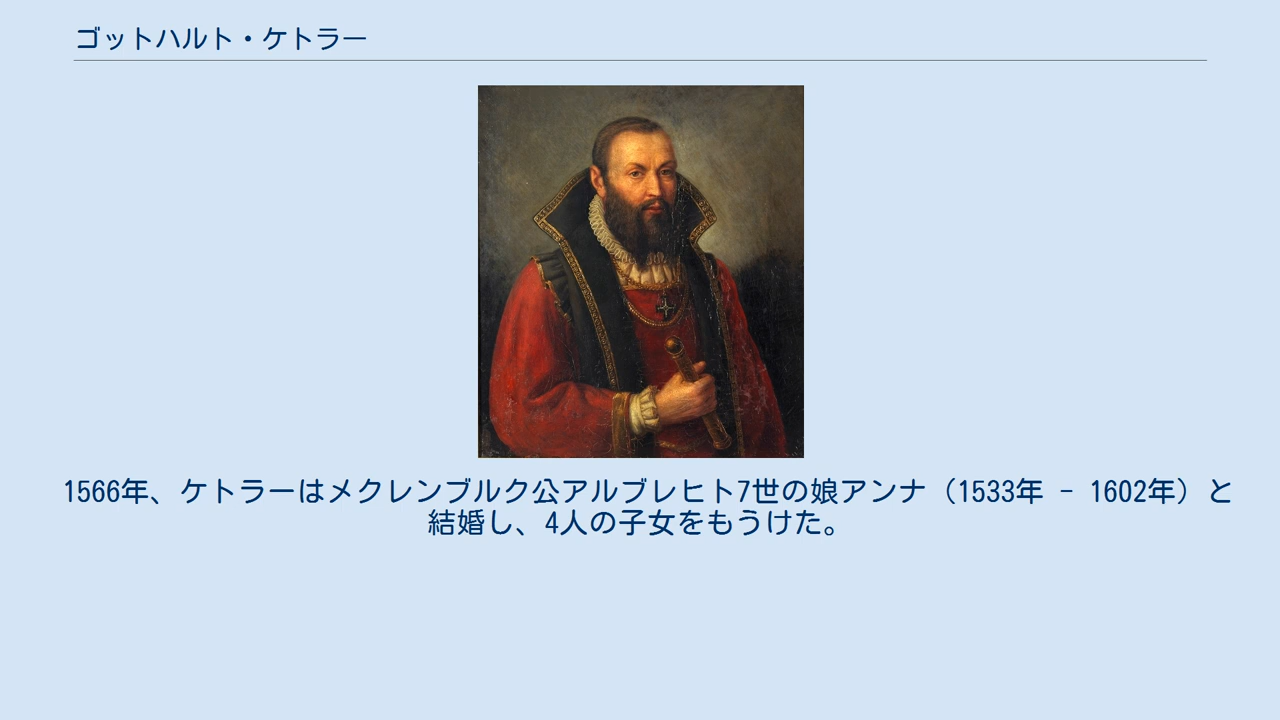 ゴットハルト・ケトラー
1566年、ケトラーはメクレンブルク公アルブレヒト7世の娘アンナ（1533年 - 1602年）と
結婚し、4人の子女をもうけた。